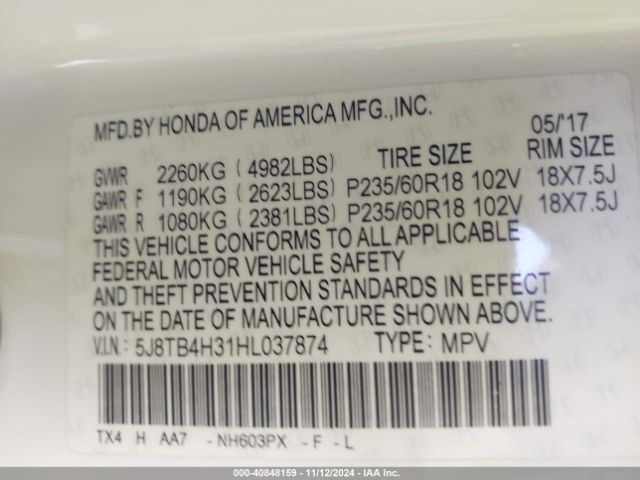 MFD.BY HONDA OF AMERICA MFG.,INC. 05/'17
GVWR 2260KG ( 4982LBS) TIRE SIZE RIM SIZE
GAWR F 1190KG ( 2623LBS) P235/60R18 102V 18X7.5J
GAWR R 1080KG ( 2381LBS) P235/60R18 102V 18X7.5J
THIS VEHICLE CONFORMS TO ALL APPLICABLE
FEDERAL MOTOR VEHICLE SAFETY
AND THEFT PREVENTION STANDARDS IN EFFECT
ON THE DATE OF MANUFACTURE SHOWN ABOVE.
V.I.N.: 5J8TB4H31HL037874 TYPE: MPV
TX4 H AA7 - NH603PX - F - L
000-40848159 - 11/12/2024 - IAA Inc.